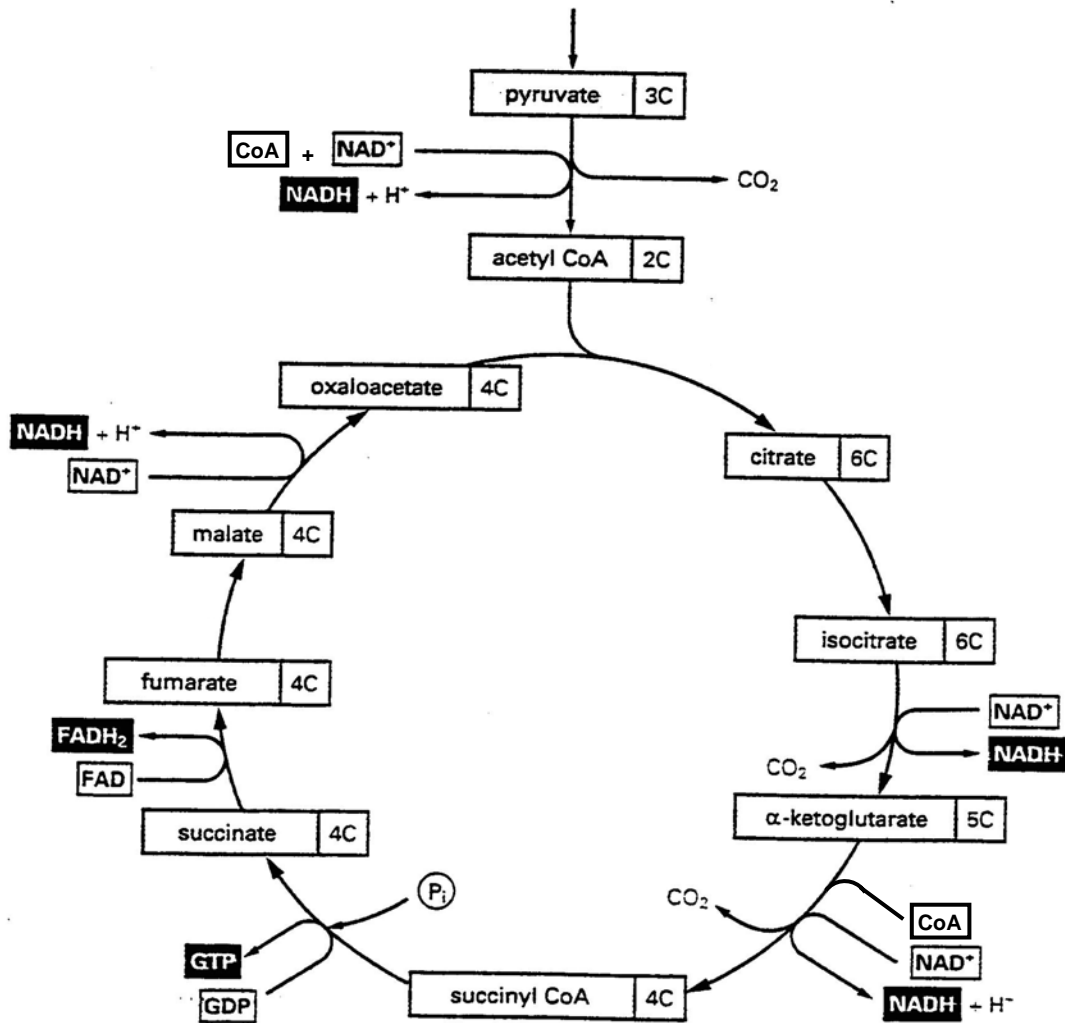 pyruvate 3C
CoA + NAD⁺
NADH + H⁺
CO₂
acetyl CoA 2C
oxaloacetate 4C
NADH + H⁺
NAD⁺
citrate 6C
malate 4C
isocitrate 6C
fumarate 4C
NAD⁺
FADH₂
NADH
CO₂
FAD
α-ketoglutarate 5C
succinate 4C
Pᵢ
CO₂
CoA
GTP
NAD⁺
GDP
succinyl CoA 4C
NADH + H⁻